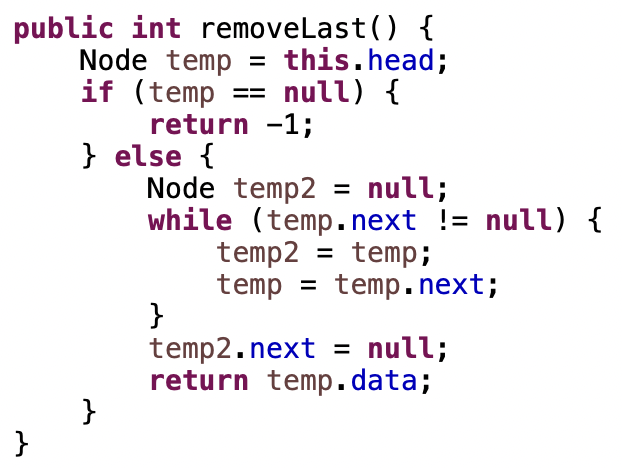 public int removeLast() {
    Node temp = this.head;
    if (temp == null) {
        return -1;
    } else {
        Node temp2 = null;
        while (temp.next != null) {
            temp2 = temp;
            temp = temp.next;
        }
        temp2.next = null;
        return temp.data;
    }
}